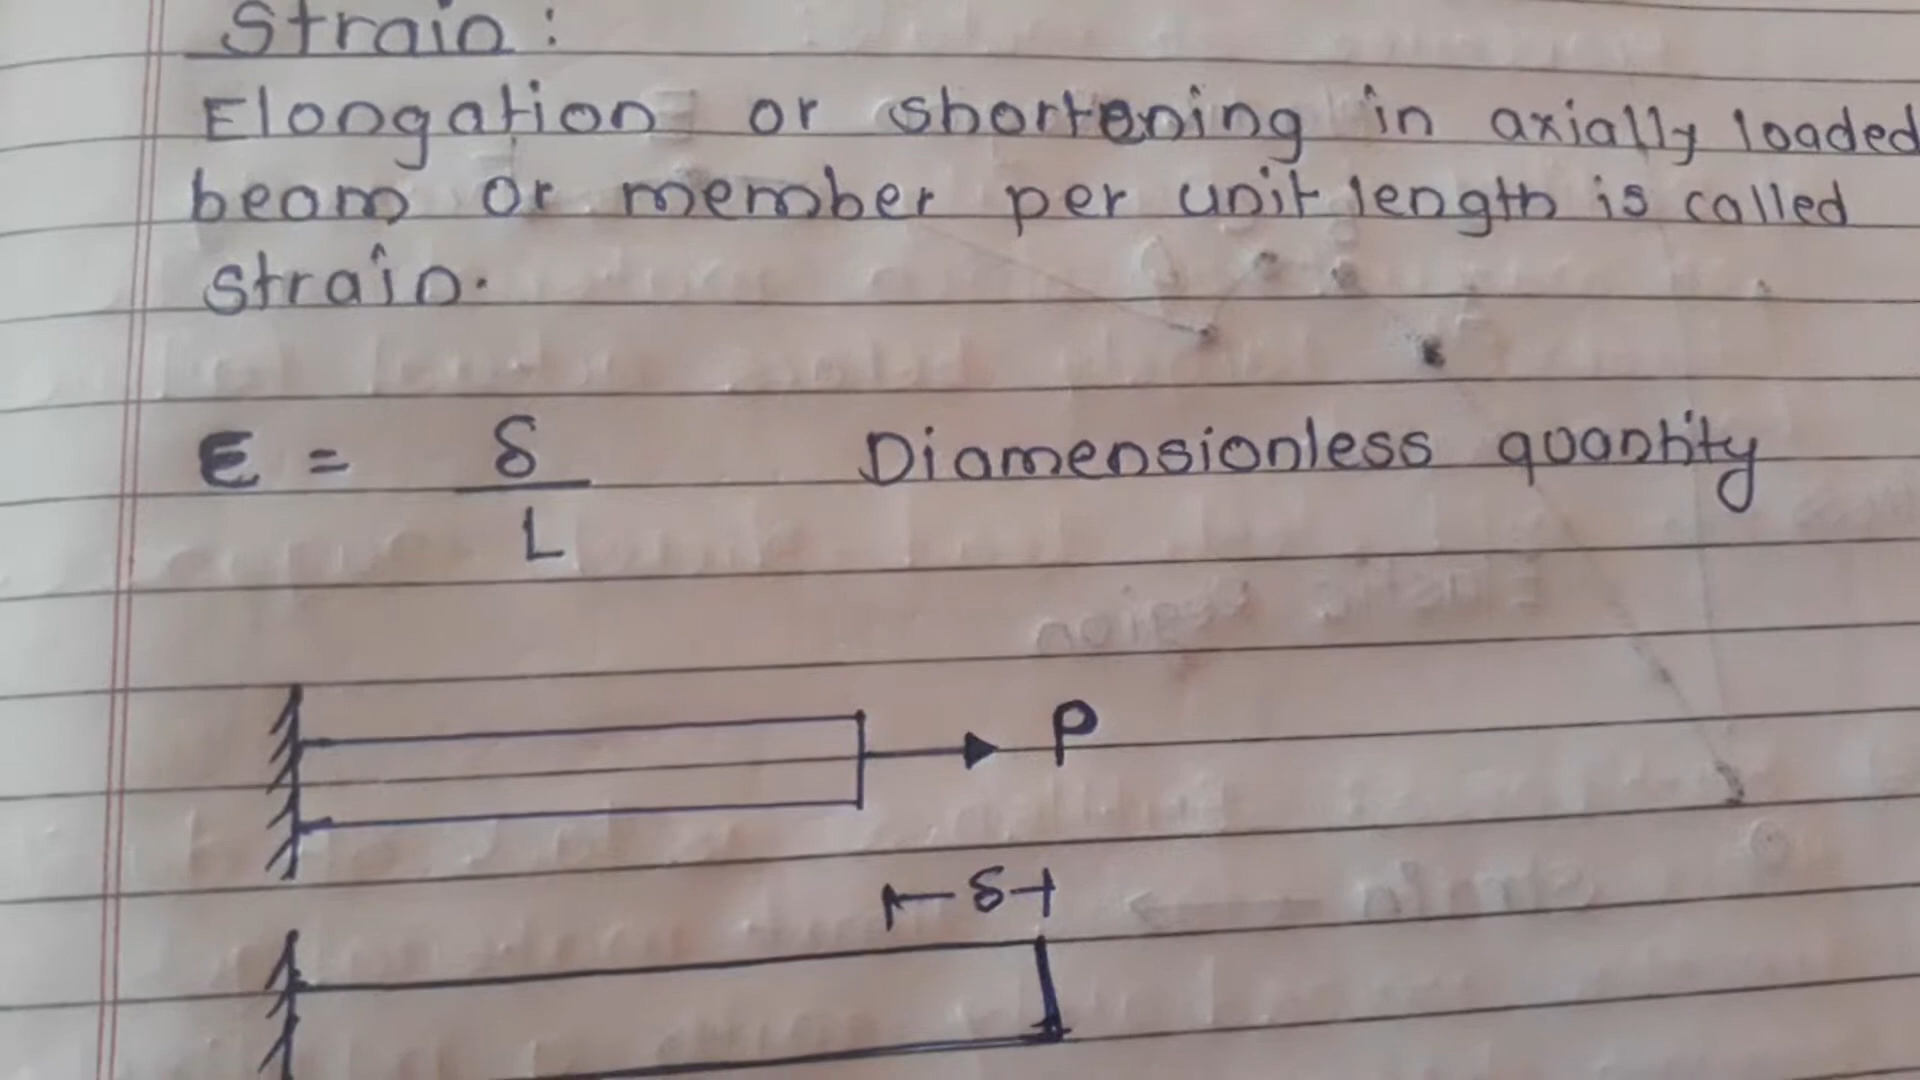 Strain:
Elongation or shortening in axially loaded
beam or member per unit length is called
strain.
ϵ = δ / L Diamensionless quantity
P
δ